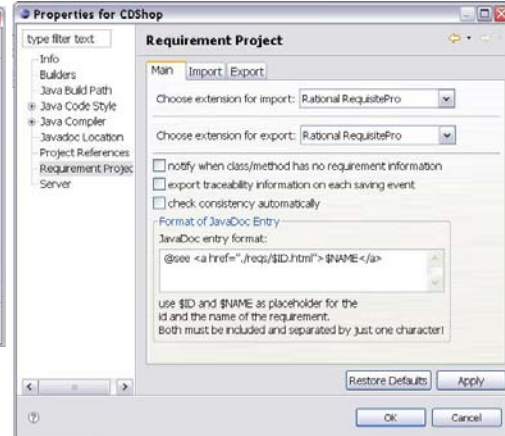 Properties for CDShop
type filter text
Info
Builders
Java Build Path
Java Code Style
Java Compiler
Javadoc Location
Project References
Requirement Projec
Server
Requirement Project
Main Import Export
Choose extension for import: Rational RequisitePro
Choose extension for export: Rational RequisitePro
notify when class/method has no requirement information
export traceability information on each saving event
check consistency automatically
Format of JavaDoc Entry
JavaDoc entry format:
@see <a href="./reqs/$ID.html">$NAME</a>
use $ID and $NAME as placeholder for the
id and the name of the requirement.
Both must be included and separated by just one character!
Restore Defaults Apply
OK Cancel